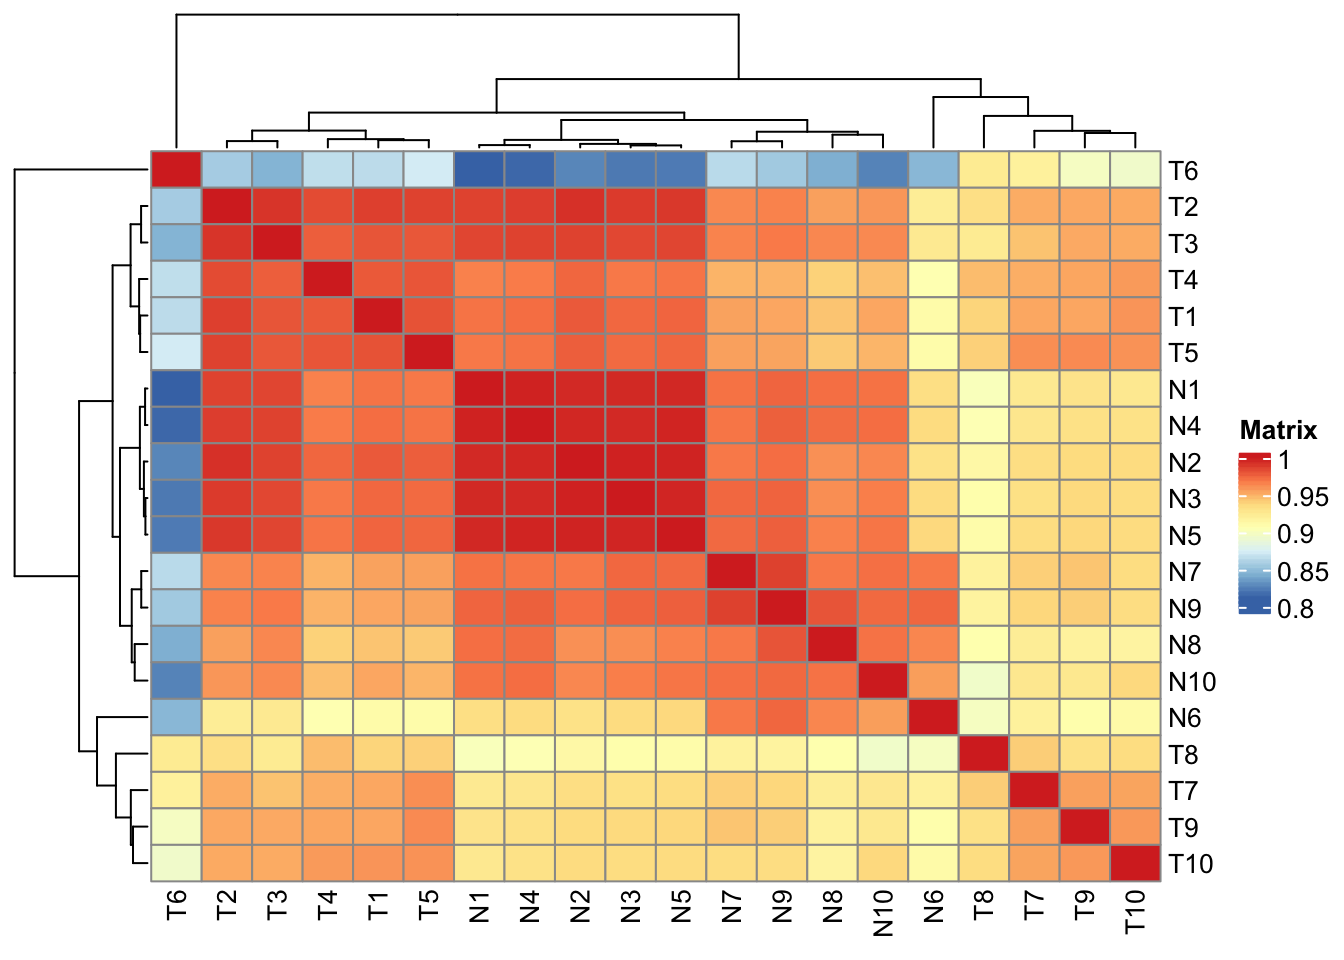 T6
T2
T3
T4
T1
T5
N1
N4
N2
N3
N5
N7
N9
N8
N10
N6
T8
T7
T9
T10
Matrix
1
0.95
0.9
0.85
0.8
T6 T2 T3 T4 T1 T5 N1 N4 N2 N3 N5 N7 N9 N8 N10 N6 T8 T7 T9 T10